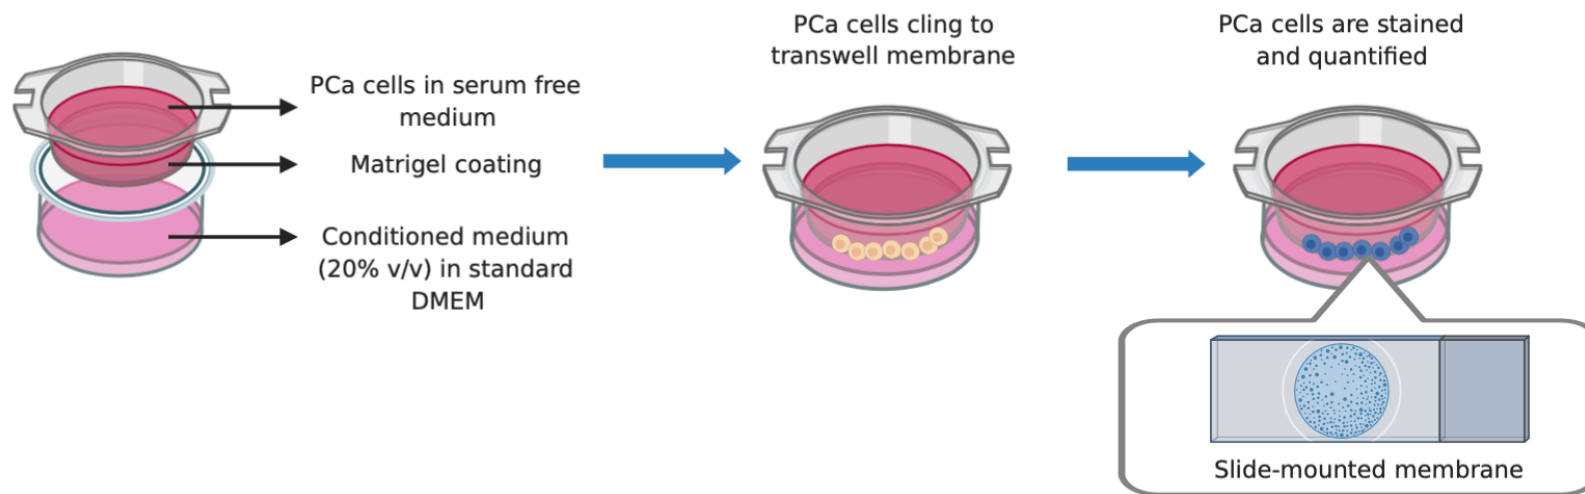 PCa cells in serum free
medium
Matrigel coating
Conditioned medium
(20% v/v) in standard
DMEM
PCa cells cling to
transwell membrane
PCa cells are stained
and quantified
Slide-mounted membrane